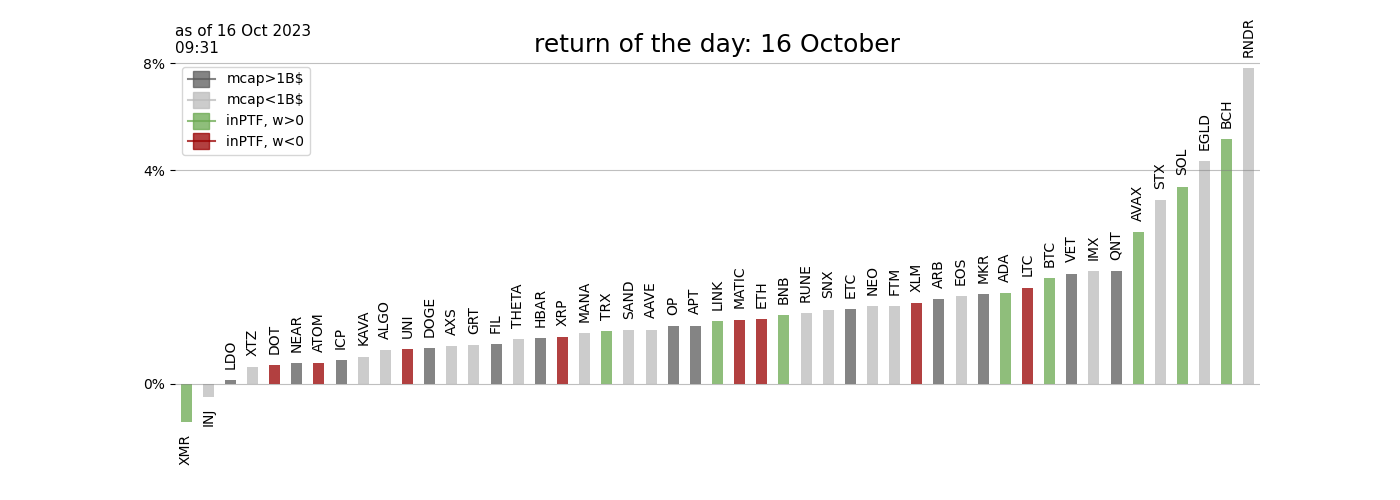 as of 16 Oct 2023
09:31
return of the day: 16 October
8%
4%
0%
mcap>1B$
mcap<1B$
inPTF, w>0
inPTF, w<0
XMR
INJ
LDO
XTZ
DOT
NEAR
ATOM
ICP
KAVA
ALGO
UNI
DOGE
AXS
GRT
FIL
THETA
HBAR
XRP
MANA
TRX
SAND
AAVE
OP
APT
LINK
MATIC
ETH
BNB
RUNE
SNX
ETC
NEO
FTM
XLM
ARB
EOS
MKR
ADA
LTC
BTC
VET
IMX
QNT
AVAX
STX
SOL
EGLD
BCH
RNDR